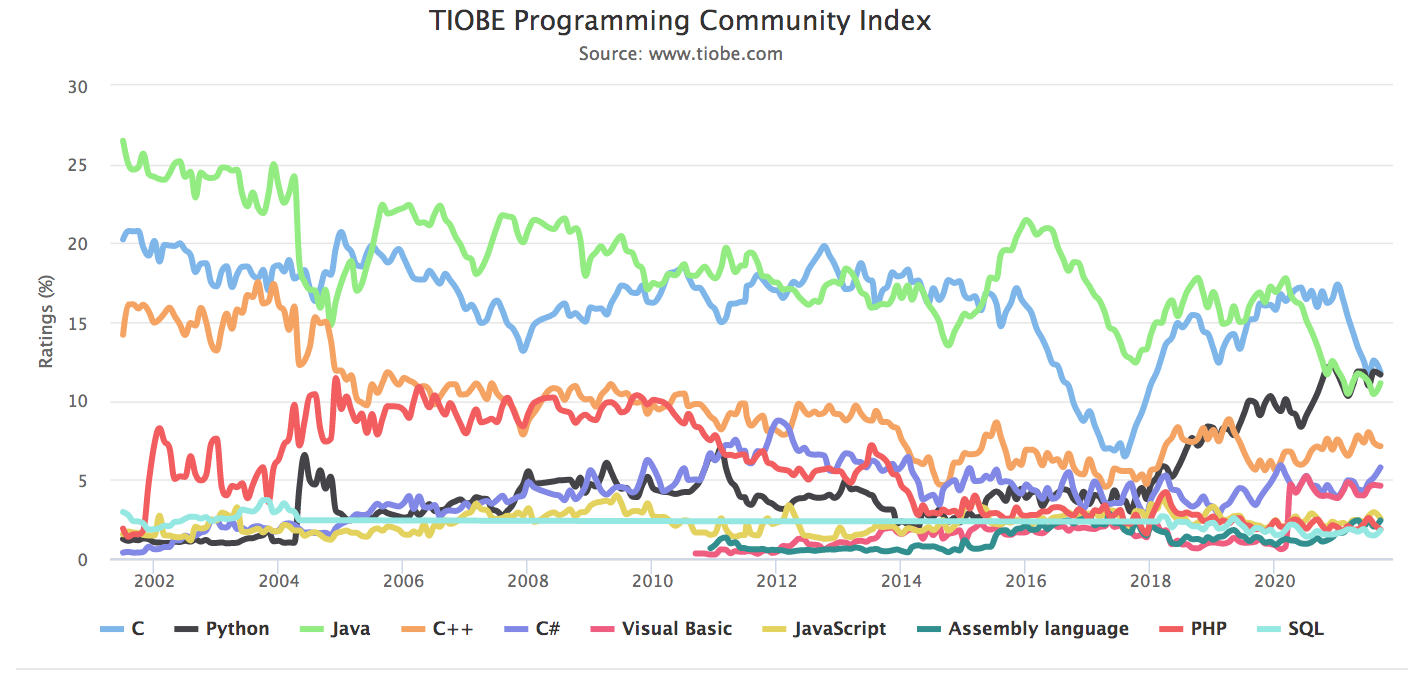 TIOBE Programming Community Index
Source: www.tiobe.com
Ratings (%)
30
25
20
15
10
5
0
2002 2004 2006 2008 2010 2012 2014 2016 2018 2020
C Python Java C++ C# Visual Basic JavaScript Assembly language PHP SQL